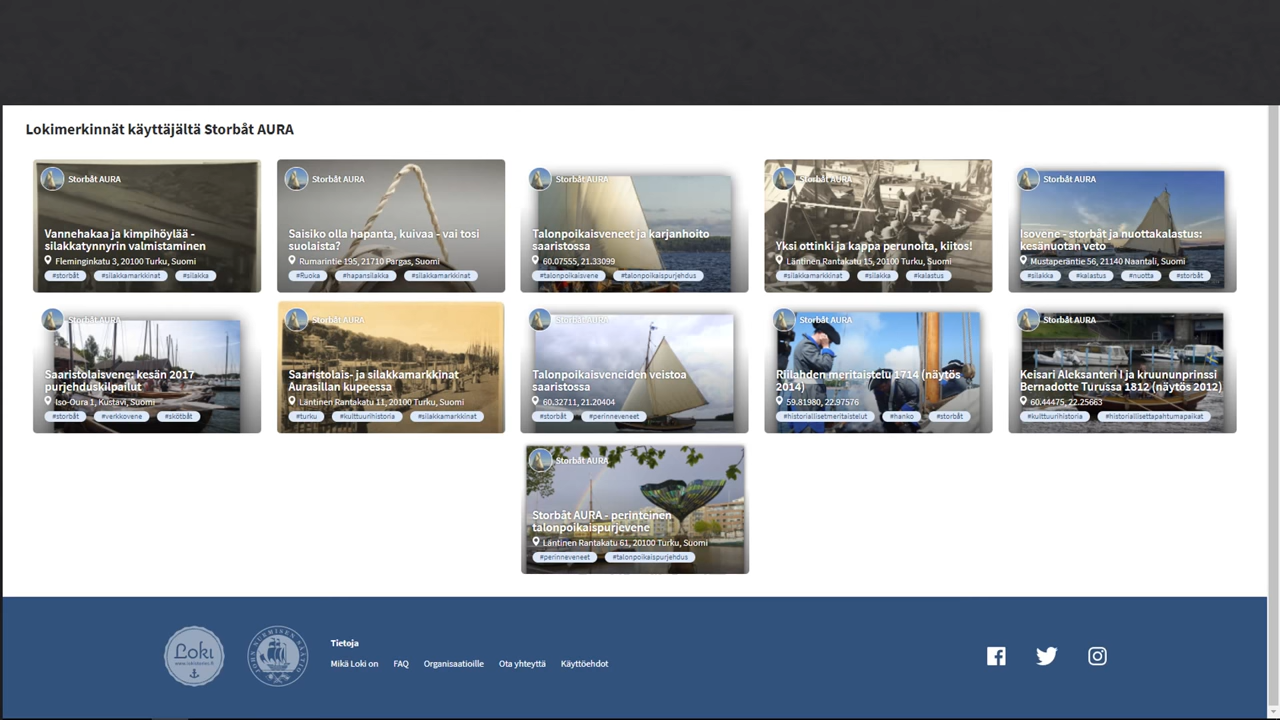 Lokimerkinnät käyttäjältä Storbåt AURA
Storbåt AURA
Vannehakaa ja kimpihöylää -
silakkatynnyrin valmistaminen
Fleminginkatu 3, 20100 Turku, Suomi
#storbåt #silakkamarkkinat #silakka
Storbåt AURA
Saisiko olla hapanta, kuivaa - vai tosi
suolaista?
Rumarintie 195, 21710 Pargas, Suomi
#Ruoka #hapansilakka #silakkamarkkinat
Storbåt AURA
Talonpoikaisveneet ja karjanhoito
saaristossa
60.07555, 21.33099
#talonpoikaisvene #talonpoikaispurjehdus
Storbåt AURA
Yksi ottinki ja kappa perunoita, kiitos!
Läntinen Rantakatu 15, 20100 Turku, Suomi
#silakkamarkkinat #silakka #kalastus
Storbåt AURA
Isovene - storbåt ja nuottakalastus:
kesänuotan veto
Mustaperäntie 56, 21140 Naantali, Suomi
#silakka #kalastus #nuotta #storbåt
Storbåt AURA
Saaristolaisvene: kesän 2017
purjehduskilpailut
Iso-Oura 1, Kustavi, Suomi
#storbåt #verkkovene #skötbåt
Storbåt AURA
Saaristolais- ja silakkamarkkinat
Aurasillan kupeessa
Läntinen Rantakatu 11, 20100 Turku, Suomi
#turku #kulttuurihistoria #silakkamarkkinat
Storbåt AURA
Talonpoikaisveneiden veistoa
saaristossa
60.32711, 21.20404
#storbåt #perinneveneet
Storbåt AURA
Riilahden meritaistelu 1714 (näytös
2014)
59.81980, 22.97576
#historiallisetmeritaistelut #hanko #storbåt
Storbåt AURA
Keisari Aleksanteri I ja kruununprinssi
Bernadotte Turussa 1812 (näytös 2012)
60.44475, 22.25663
#kulttuurihistoria #historiallisettapahtumapaikat
Storbåt AURA
Storbåt AURA - perinteinen
talonpoikaispurjevene
Läntinen Rantakatu 61, 20100 Turku, Suomi
#perinneveneet #talonpoikaispurjehdus
Loki
JOHN NURMISEN SÄÄTIÖ
Tietoja
Mikä Loki on FAQ Organisaatioille Ota yhteyttä Käyttöehdot